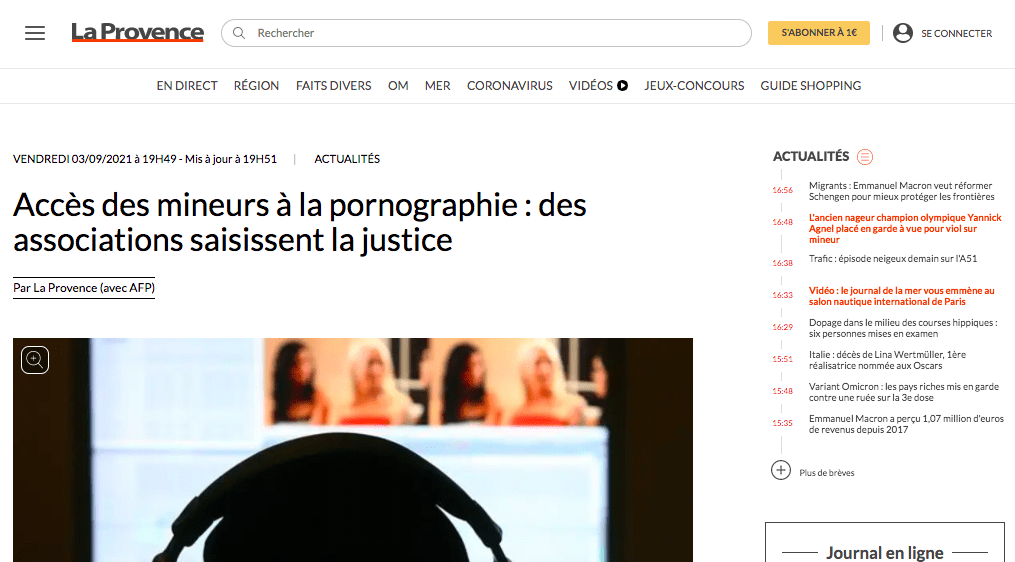 La Provence
Rechercher
S'ABONNER À 1€
SE CONNECTER
EN DIRECT RÉGION FAITS DIVERS OM MER CORONAVIRUS VIDÉOS JEUX-CONCOURS GUIDE SHOPPING
VENDREDI 03/09/2021 à 19H49 - Mis à jour à 19H51 | ACTUALITÉS
Accès des mineurs à la pornographie : des
associations saisissent la justice
Par La Provence (avec AFP)
ACTUALITÉS
16:56 Migrants : Emmanuel Macron veut réformer
Schengen pour mieux protéger les frontières
16:48 L'ancien nageur champion olympique Yannick
Agnel placé en garde à vue pour viol sur
mineur
16:38 Trafic : épisode neigeux demain sur l'A51
16:33 Vidéo : le journal de la mer vous emmène au
salon nautique international de Paris
16:29 Dopage dans le milieu des courses hippiques :
six personnes mises en examen
15:51 Italie : décès de Lina Wertmüller, 1ère
réalisatrice nommée aux Oscars
15:48 Variant Omicron : les pays riches mis en garde
contre une ruée sur la 3e dose
15:35 Emmanuel Macron a perçu 1,07 million d'euros
de revenus depuis 2017
Plus de brèves
Journal en ligne